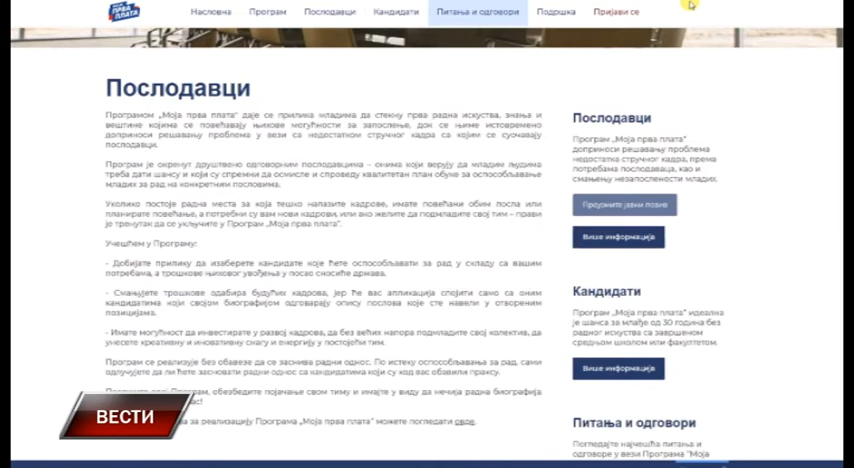 МОЈА
ПРВА
ПЛАТА
Насловна Програм Послодавци Кандидати Питања и одговори Подршка Пријави се
Послодавци
Програмом „Моја прва плата" даје се прилика младима да стекну прва радна искуства, знања и
вештине којима се повећавају њихове могућности за запослење, док се њиме истовремено
доприноси решавању проблема у вези са недостатком стручног кадра са којим се суочавају
послодавци.
Програм је окренут друштвено одговорним послодавцима – онима који верују да младим људима
треба дати шансу и који су спремни да осмисле и спроведу квалитетан план обуке за оспособљавање
младих за рад на конкретним пословима.
Уколико постоје радна места за која тешко налазите кадрове, имате повећани обим посла или
планирате повећање, а потребни су вам нови кадрови, или ако желите да подмладите свој тим – прави
је тренутак да се укључите у Програм „Моја прва плата".
Учешћем у Програму:
- Добијате прилику да изаберете кандидате које ћете оспособљавати за рад у складу са вашим
потребама, а трошкове њиховог увођења у посао сносиће држава.
- Смањујете трошкове одабира будућих кадрова, јер ће вас апликација спојити само са оним
кандидатима који својом биографијом одговарају опису послова које сте навели у отвореним
позицијама.
- Имате могућност да инвестирате у развој кадрова, да без већих напора подмладите свој колектив, да
унесете креативну и иновативну снагу и енергију у постојећи тим.
Програм се реализује без обавезе да се заснива радни однос. По истеку оспособљавања за рад, сами
одлучујете да ли ћете засновати радни однос са кандидатима који су код вас обавили праксу.
Програм, обезбедите појачање свом тиму и имајте у виду да нечија радна биографија
за реализацију Програма „Моја прва плата" можете погледати овде.
Послодавци
Програм „Моја прва плата"
доприноси решавању проблема
недостатка стручног кадра, према
потребама послодаваца, као и
смањењу незапослености младих.
Преузмите јавни позив
Више информација
Кандидати
Програм „Моја прва плата" идеална
је шанса за млађе од 30 година без
радног искуства са завршеном
средњом школом или факултетом.
Више информација
Питања и одговори
Погледајте најчешћа питања и
одговоре у вези Програма "Моја
ВЕСТИ